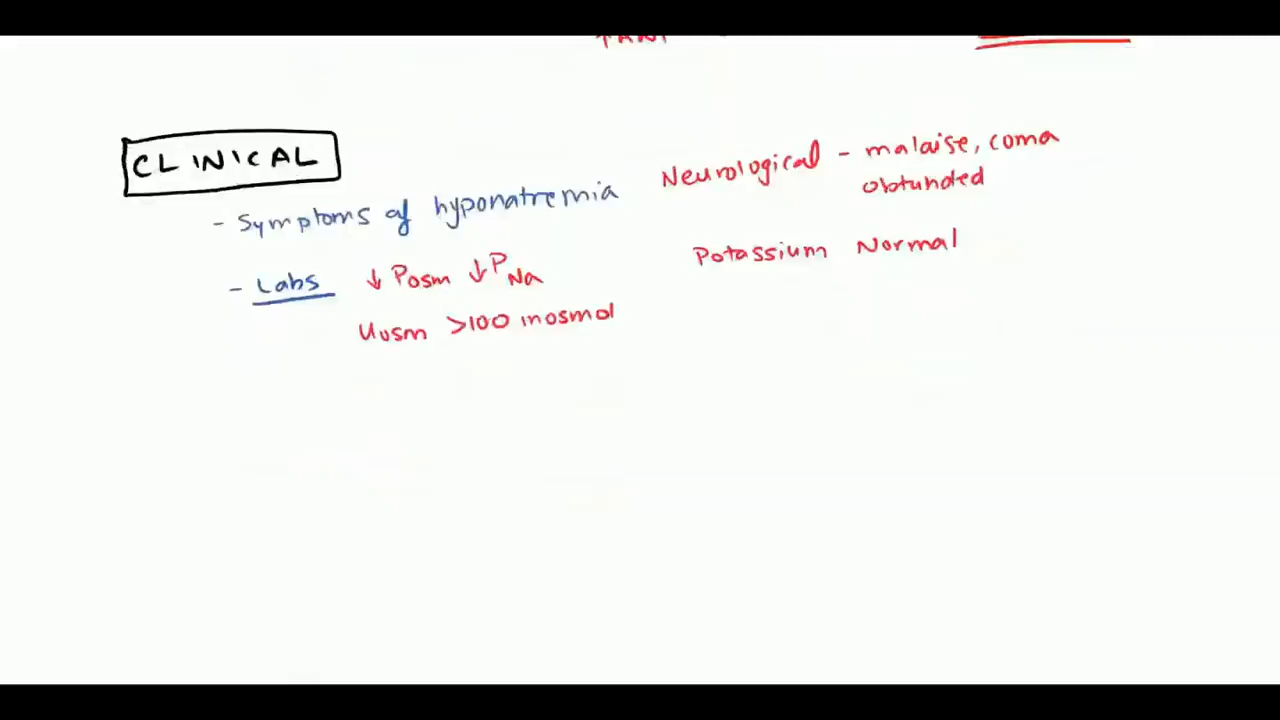 CLINICAL
- Symptoms of hyponatremia
Neurological - malaise, coma
obtunded
- Labs ↓ Posm ↓ PNa
Potassium Normal
Uosm >100 mosmol